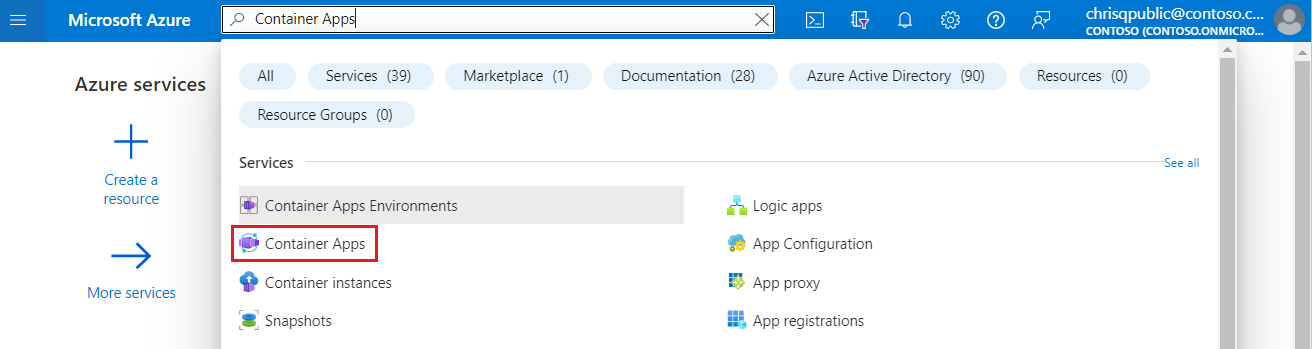 Microsoft Azure
Container Apps
chrisqpublic@contoso.c...
CONTOSO (CONTOSO.ONMICRO...
Azure services
Create a
resource
More services
All
Services (39)
Marketplace (1)
Documentation (28)
Azure Active Directory (90)
Resources (0)
Resource Groups (0)
Services
See all
Container Apps Environments
Logic apps
Container Apps
App Configuration
Container instances
App proxy
Snapshots
App registrations